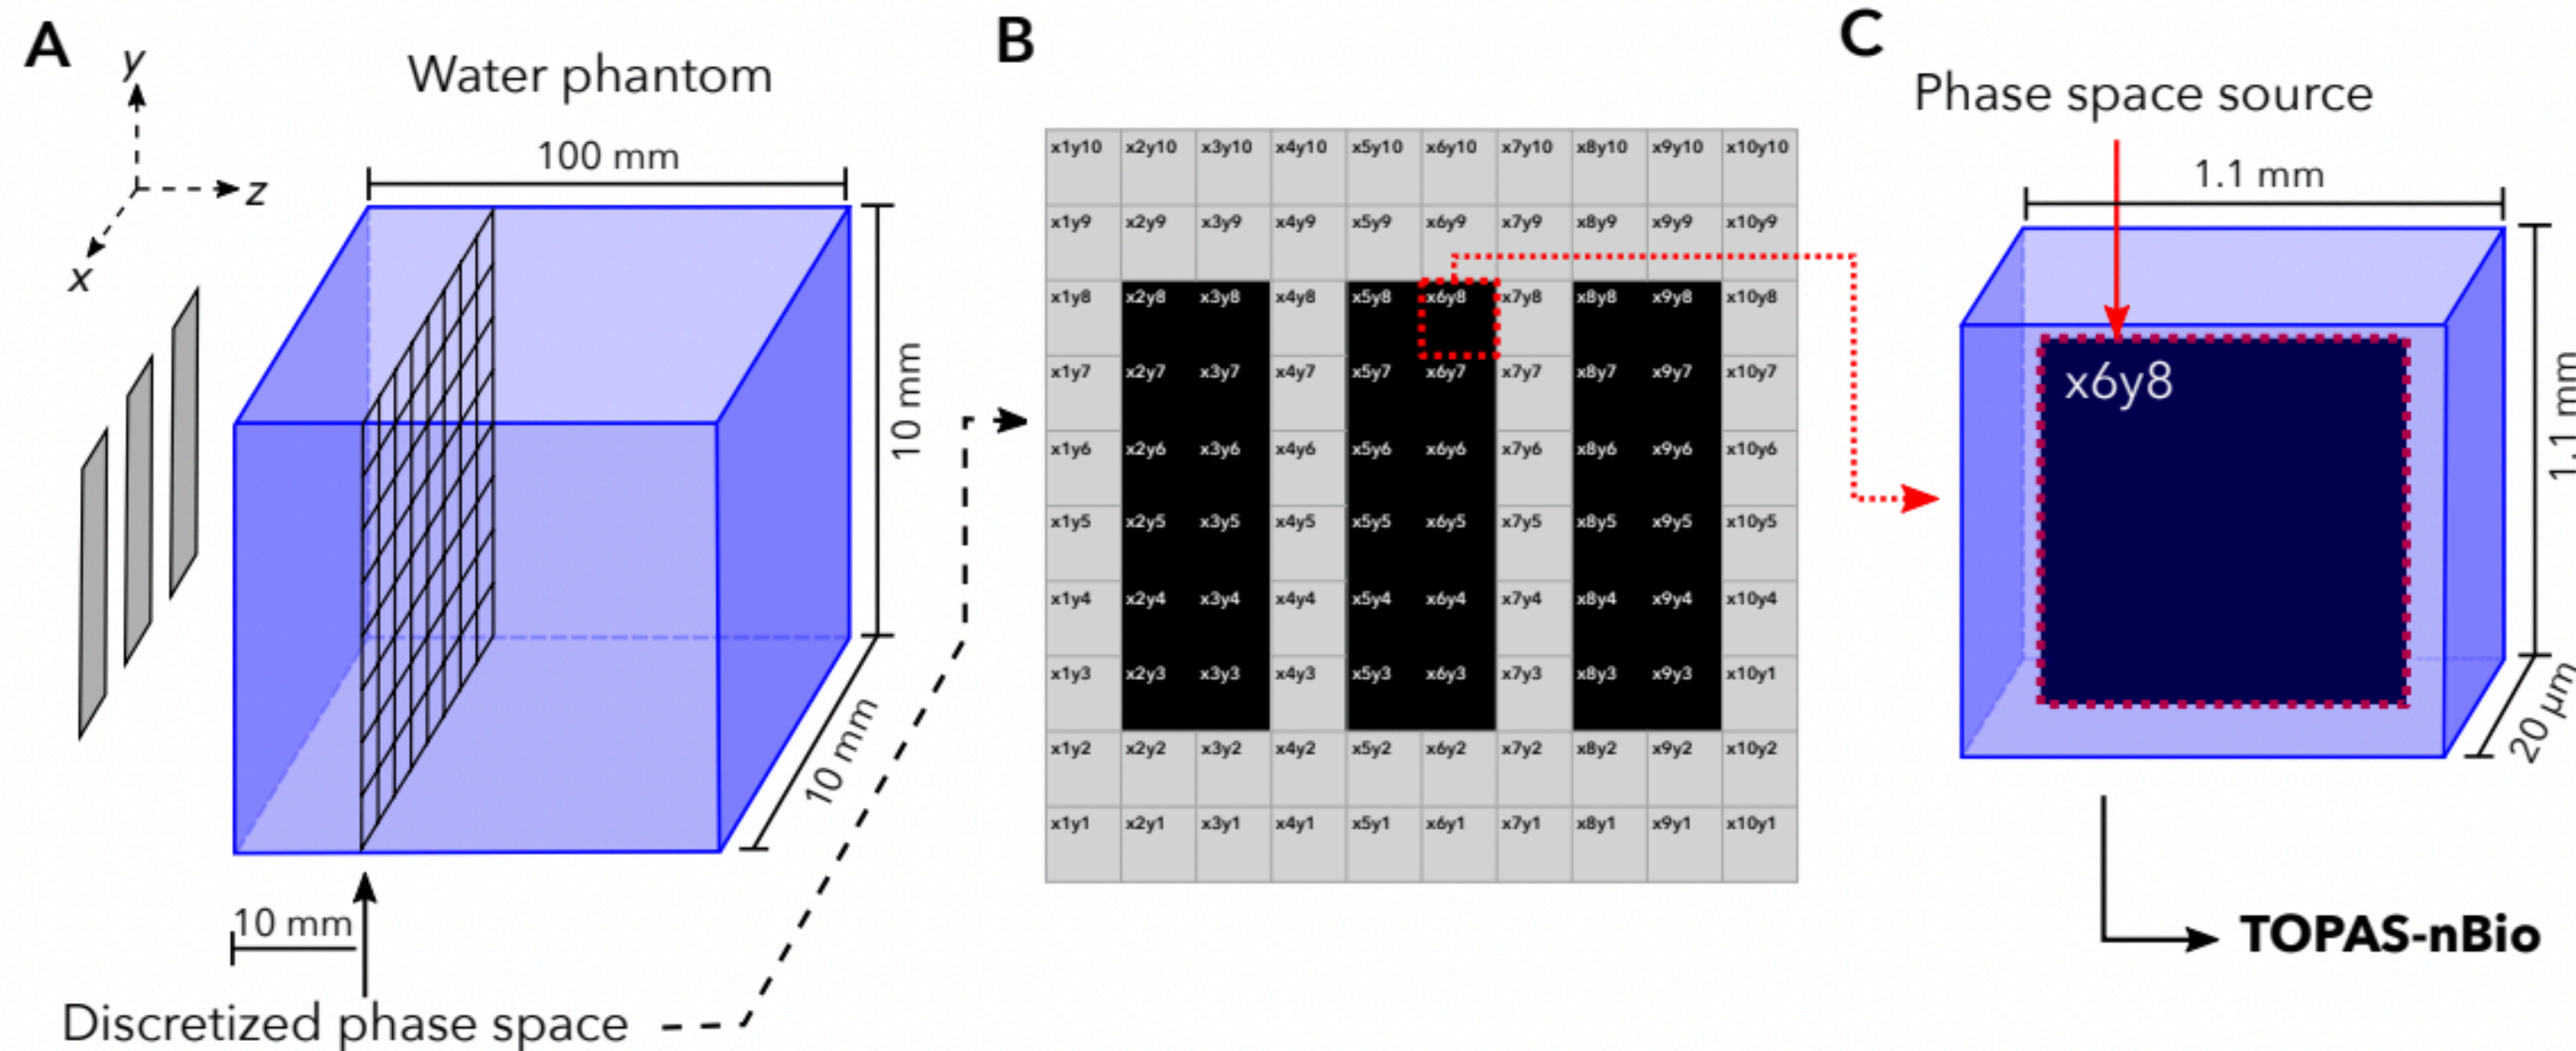 A
y
z
x
Water phantom
100 mm
10 mm
10 mm
10 mm
Discretized phase space
B
x1y10 x2y10 x3y10 x4y10 x5y10 x6y10 x7y10 x8y10 x9y10 x10y10
x1y9 x2y9 x3y9 x4y9 x5y9 x6y9 x7y9 x8y9 x9y9 x10y9
x1y8 x2y8 x3y8 x4y8 x5y8 x6y8 x7y8 x8y8 x9y8 x10y8
x1y7 x2y7 x3y7 x4y7 x5y7 x6y7 x7y7 x8y7 x9y7 x10y7
x1y6 x2y6 x3y6 x4y6 x5y6 x6y6 x7y6 x8y6 x9y6 x10y6
x1y5 x2y5 x3y5 x4y5 x5y5 x6y5 x7y5 x8y5 x9y5 x10y5
x1y4 x2y4 x3y4 x4y4 x5y4 x6y4 x7y4 x8y4 x9y4 x10y4
x1y3 x2y3 x3y3 x4y3 x5y3 x6y3 x7y3 x8y3 x9y3 x10y1
x1y2 x2y2 x3y2 x4y2 x5y2 x6y2 x7y2 x8y2 x9y2 x10y2
x1y1 x2y1 x3y1 x4y1 x5y1 x6y1 x7y1 x8y1 x9y1 x10y1
C
Phase space source
1.1 mm
x6y8
1.1 mm
20 µm
TOPAS-nBio